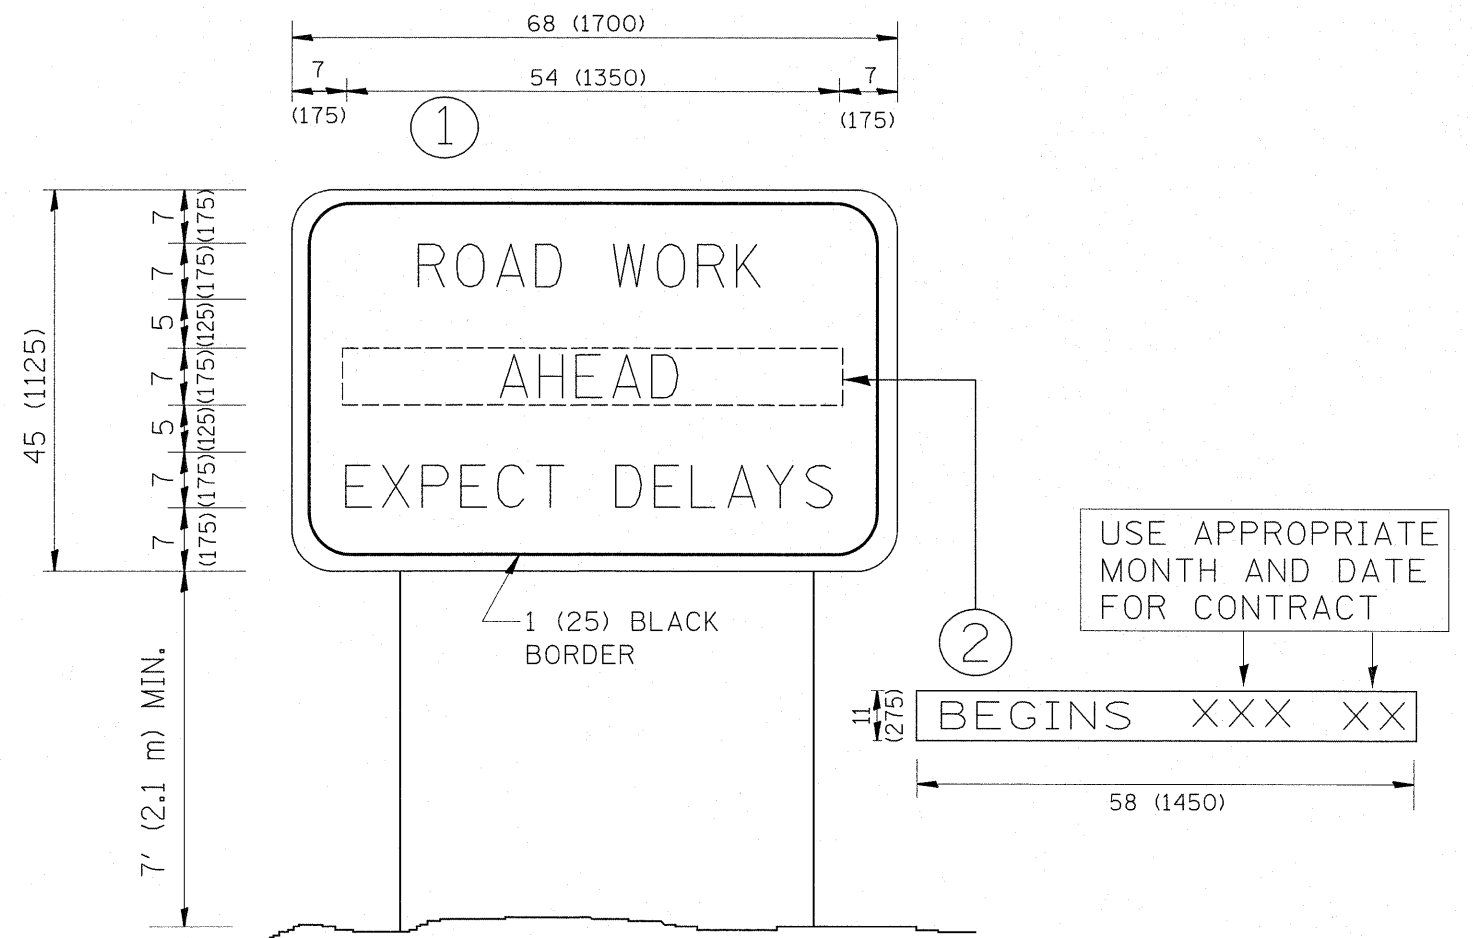 68 (1700)
7
54 (1350)
7
(175)
(175)
1
7
(175)
7
(175)
5
(125)
7
(175)
5
(125)
7
(175)
7
(175)
45 (1125)
ROAD WORK
AHEAD
EXPECT DELAYS
1 (25) BLACK
BORDER
7' (2.1 m) MIN.
2
USE APPROPRIATE
MONTH AND DATE
FOR CONTRACT
11
(275)
BEGINS XXX XX
58 (1450)